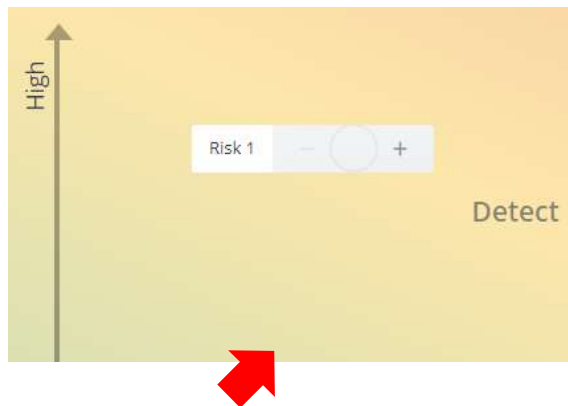 High
Risk 1 − +
Detect